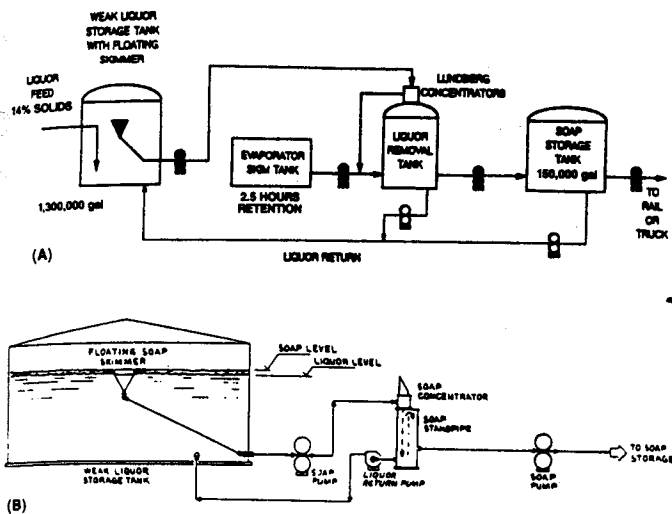 WEAK LIQUOR
STORAGE TANK
WITH FLOATING
SKIMMER
LIQUOR
FEED
14% SOLIDS
1,300,000 gal
EVAPORATOR
SKIM TANK
2.5 HOURS
RETENTION
LUNDBERG
CONCENTRATORS
LIQUOR
REMOVAL
TANK
SOAP
STORAGE
TANK
150,000 gal
TO
RAIL
OR
TRUCK
LIQUOR RETURN
(A)
FLOATING SOAP
SKIMMER
SOAP LEVEL
LIQUOR LEVEL
WEAK LIQUOR
STORAGE TANK
SOAP
PUMP
SOAP
CONCENTRATOR
SOAP
STANDPIPE
LIQUOR
RETURN PUMP
SOAP
PUMP
TO SOAP
STORAGE
(B)